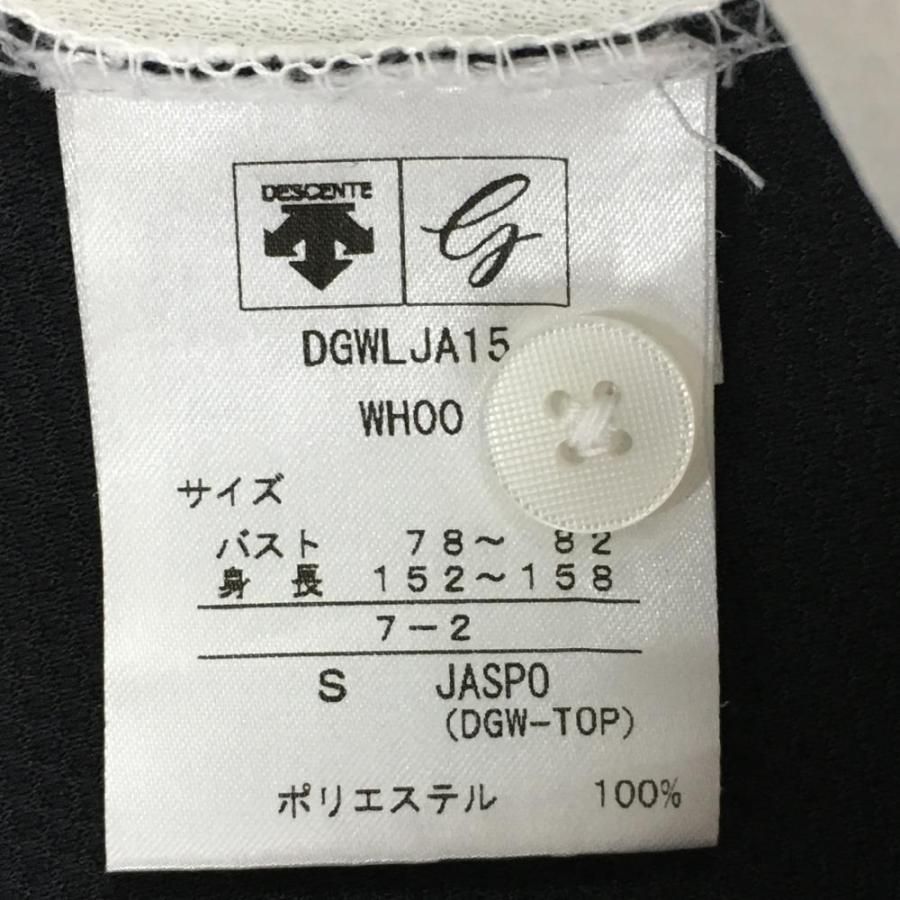 DESCENTE G
DGWLJA15
WH00
サイズ
バスト 78～ 82
身長 152～158
7-2
S JASPO
(DGW-TOP)
ポリエステル 100%